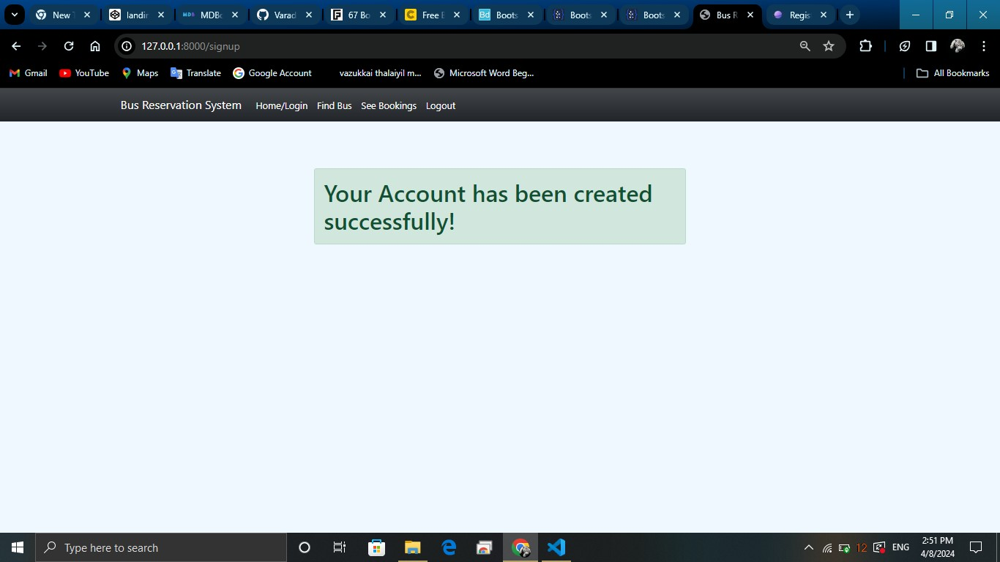 New T
landir
MDBo
Varad
67 Bo
Free E
Boots
Boots
Boots
Bus R
Regis
127.0.0.1:8000/signup
Gmail
YouTube
Maps
Translate
Google Account
vazukkai thalaiyil m...
Microsoft Word Beg...
All Bookmarks
Bus Reservation System
Home/Login
Find Bus
See Bookings
Logout
Your Account has been created
successfully!
Type here to search
12
ENG
2:51 PM
4/8/2024